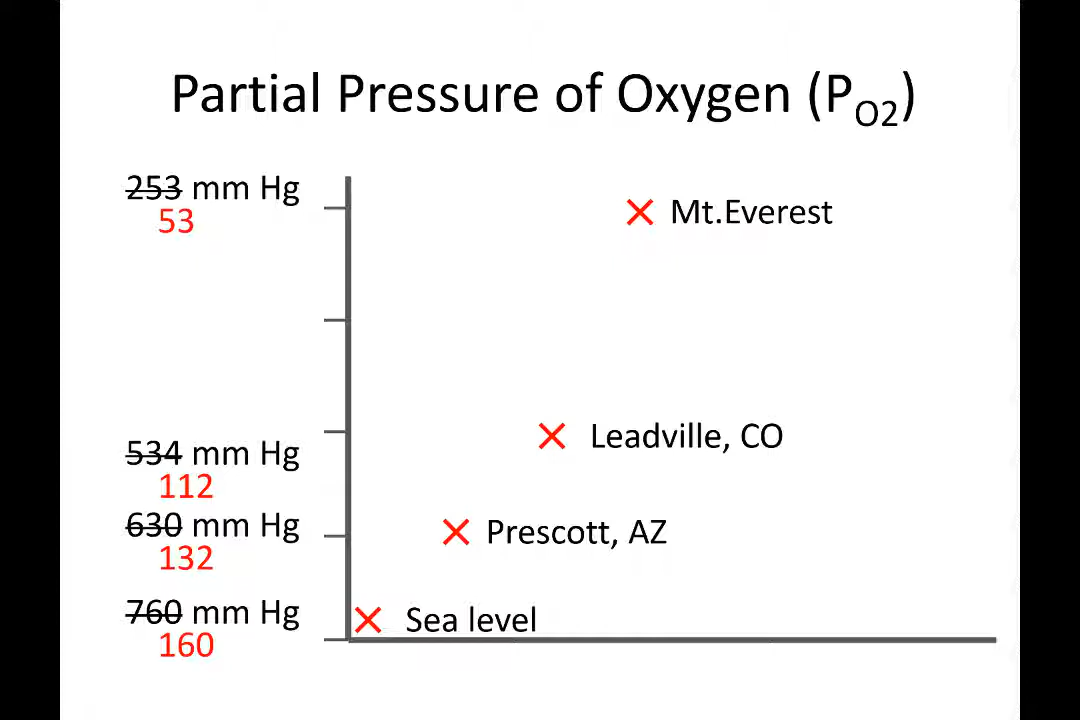 Partial Pressure of Oxygen (PO2)
253 mm Hg
53
Mt.Everest
534 mm Hg
112
Leadville, CO
630 mm Hg
132
Prescott, AZ
760 mm Hg
160
Sea level